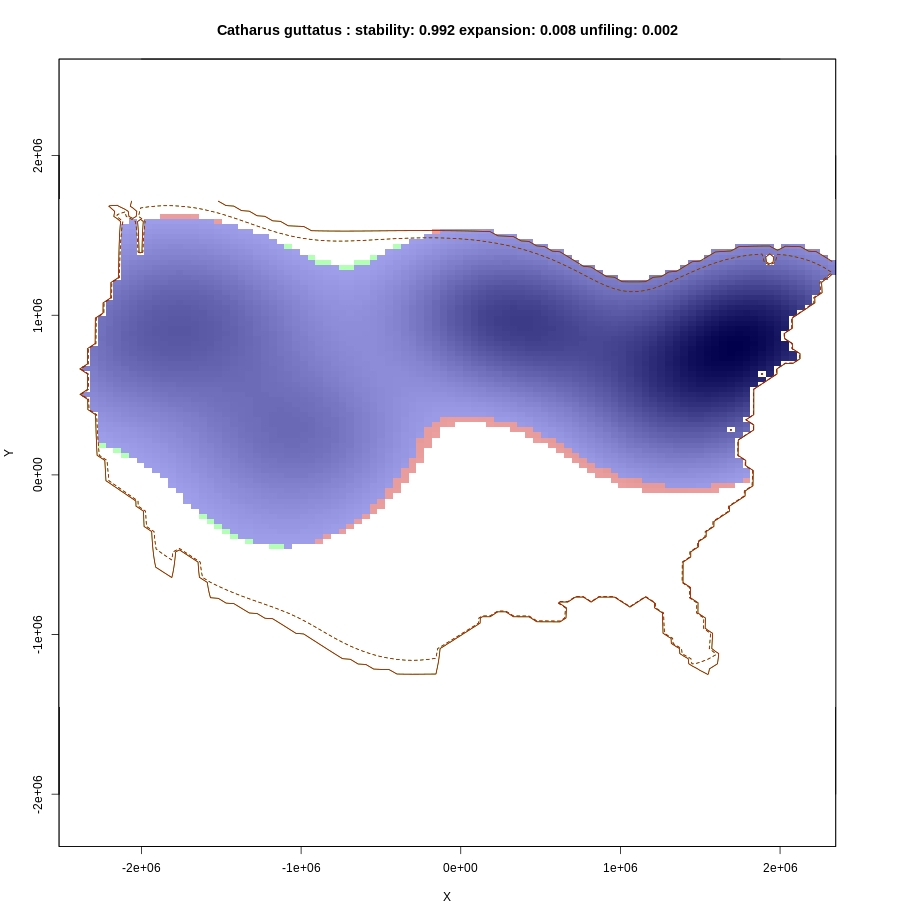 Catharus guttatus : stability: 0.992 expansion: 0.008 unfiling: 0.002
2e+06
1e+06
0e+00
-1e+06
-2e+06
Y
-2e+06 -1e+06 0e+00 1e+06 2e+06
X